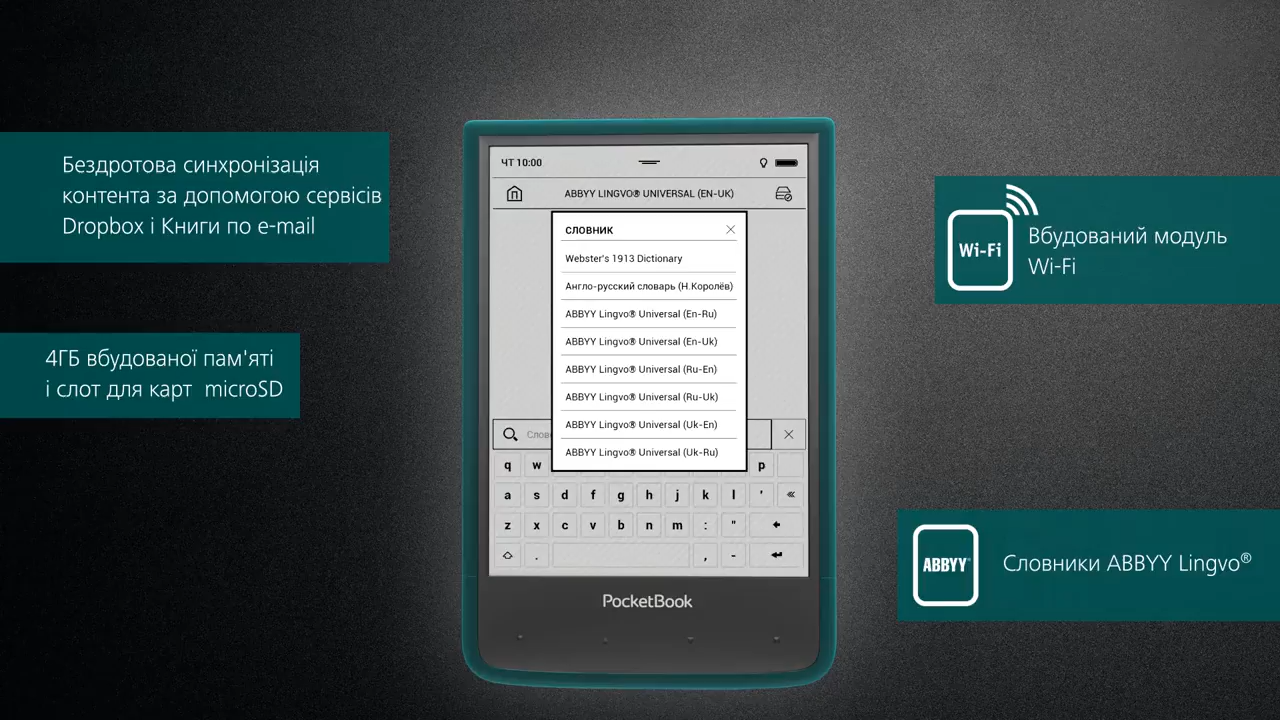 Бездротова синхронізація
контента за допомогою сервісів
Dropbox і Книги по e-mail
4ГБ вбудованої пам'яті
і слот для карт microSD
ЧТ 10:00
ABBYY LINGVO® UNIVERSAL (EN-UK)
СЛОВНИК
Webster's 1913 Dictionary
Англо-русский словарь (Н.Королёв)
ABBYY Lingvo® Universal (En-Ru)
ABBYY Lingvo® Universal (En-Uk)
ABBYY Lingvo® Universal (Ru-En)
ABBYY Lingvo® Universal (Ru-Uk)
ABBYY Lingvo® Universal (Uk-En)
ABBYY Lingvo® Universal (Uk-Ru)
q w p
a s d f g h j k l '
z x c v b n m : "
. , -
PocketBook
Wi-Fi
Вбудований модуль
Wi-Fi
ABBYY®
Словники ABBYY Lingvo®